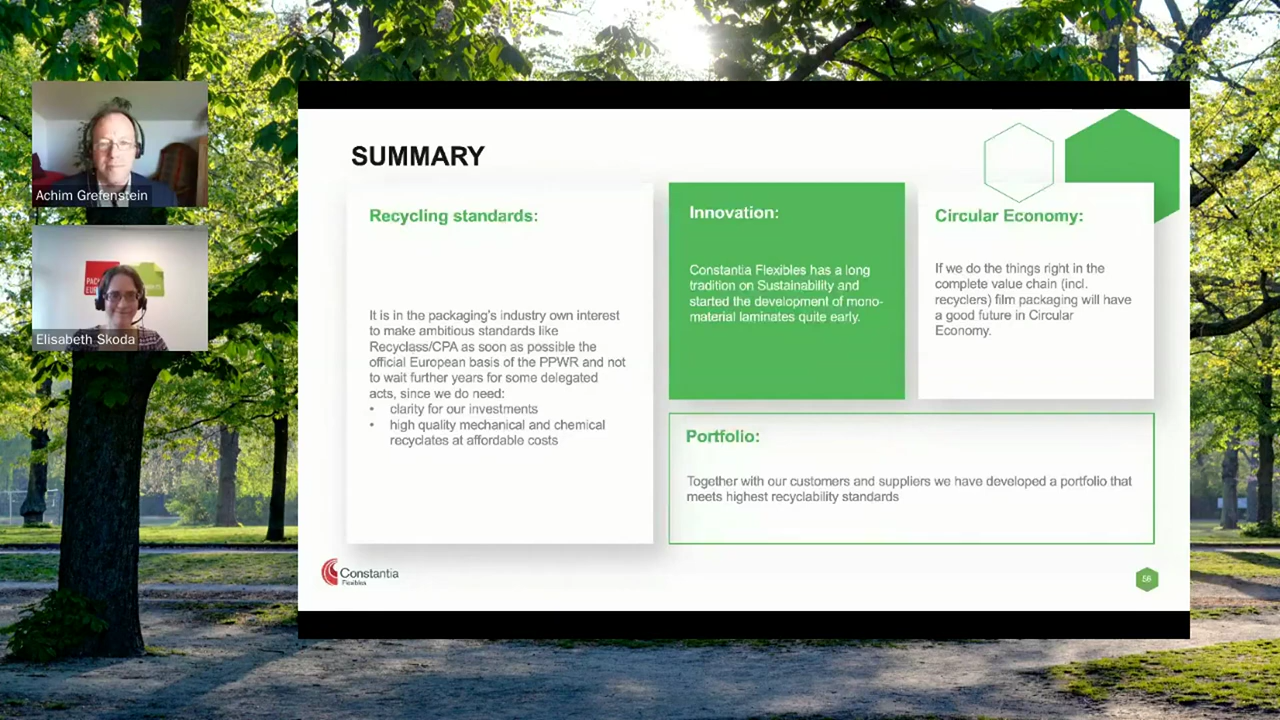 Achim Grefenstein
Elisabeth Skoda
SUMMARY
Recycling standards:
It is in the packaging's industry own interest
to make ambitious standards like
Recyclass/CPA as soon as possible the
official European basis of the PPWR and not
to wait further years for some delegated
acts, since we do need:
• clarity for our investments
• high quality mechanical and chemical
recyclates at affordable costs
Innovation:
Constantia Flexibles has a long
tradition on Sustainability and
started the development of mono-
material laminates quite early.
Circular Economy:
If we do the things right in the
complete value chain (incl.
recyclers) film packaging will have
a good future in Circular
Economy.
Portfolio:
Together with our customers and suppliers we have developed a portfolio that
meets highest recyclability standards
Constantia
Flexibles
56